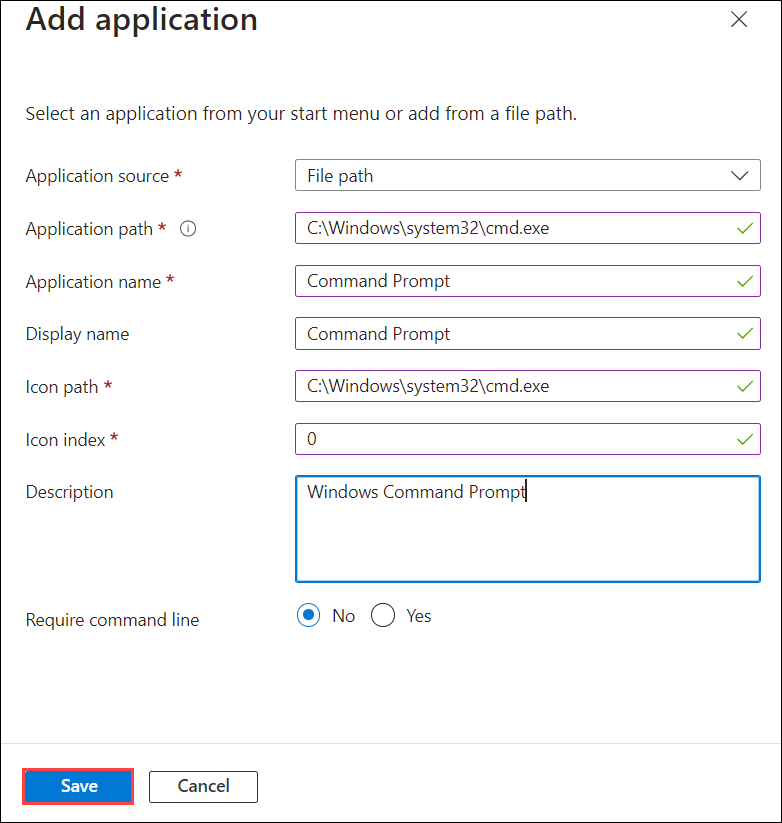 Add application
Select an application from your start menu or add from a file path.
Application source *
File path
Application path *
C:\Windows\system32\cmd.exe
Application name *
Command Prompt
Display name
Command Prompt
Icon path *
C:\Windows\system32\cmd.exe
Icon index *
0
Description
Windows Command Prompt
Require command line
No Yes
Save Cancel